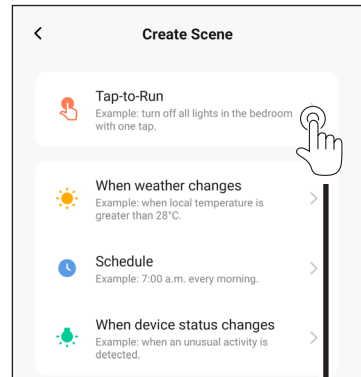 Create Scene
Tap-to-Run
Example: turn off all lights in the bedroom
with one tap.
When weather changes
Example: when local temperature is
greater than 28°C.
Schedule
Example: 7:00 a.m. every morning.
When device status changes
Example: when an unusual activity is
detected.